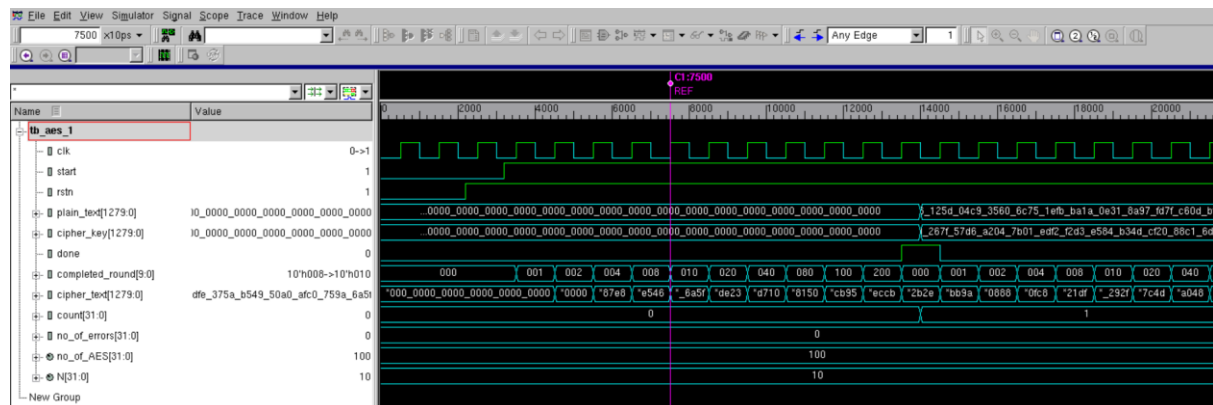 File Edit View Simulator Signal Scope Trace Window Help
7500 x10ps Any Edge 1
C1:7500
REF
*
Name Value 0 2000 4000 6000 8000 10000 12000 14000 16000 18000 20000
tb_aes_1
clk 0->1
start 1
rstn 1
plain_text[1279:0] )0_0000_0000_0000_0000_0000_0000 ...0000_0000_0000_0000_0000_0000_0000_0000_0000_0000_0000_0000 _125d_04c9_3560_6c75_1efb_ba1a_0e31_8a97_fd7f_c60d_b
cipher_key[1279:0] )0_0000_0000_0000_0000_0000_0000 ...0000_0000_0000_0000_0000_0000_0000_0000_0000_0000_0000_0000 _267f_57d6_a204_7b01_edf2_f2d3_e584_b34d_cf20_88c1_6d
done 0
completed_round[9:0] 10'h008->10'h010 000 001 002 004 008 010 020 040 080 100 200 000 001 002 004 008 010 020 040
cipher_text[1279:0] dfe_375a_b549_50a0_afc0_759a_6a5f *000_0000_0000_0000_0000_0000 *0000 *87e8 *e546 *_6a5f *de23 *d710 *8150 *cb95 *eccb *2b2e *bb9a *0888 *0fc8 *21df *_292f *7c4d *a048
count[31:0] 0 0 1
no_of_errors[31:0] 0 0
no_of_AES[31:0] 100 100
N[31:0] 10 10
New Group